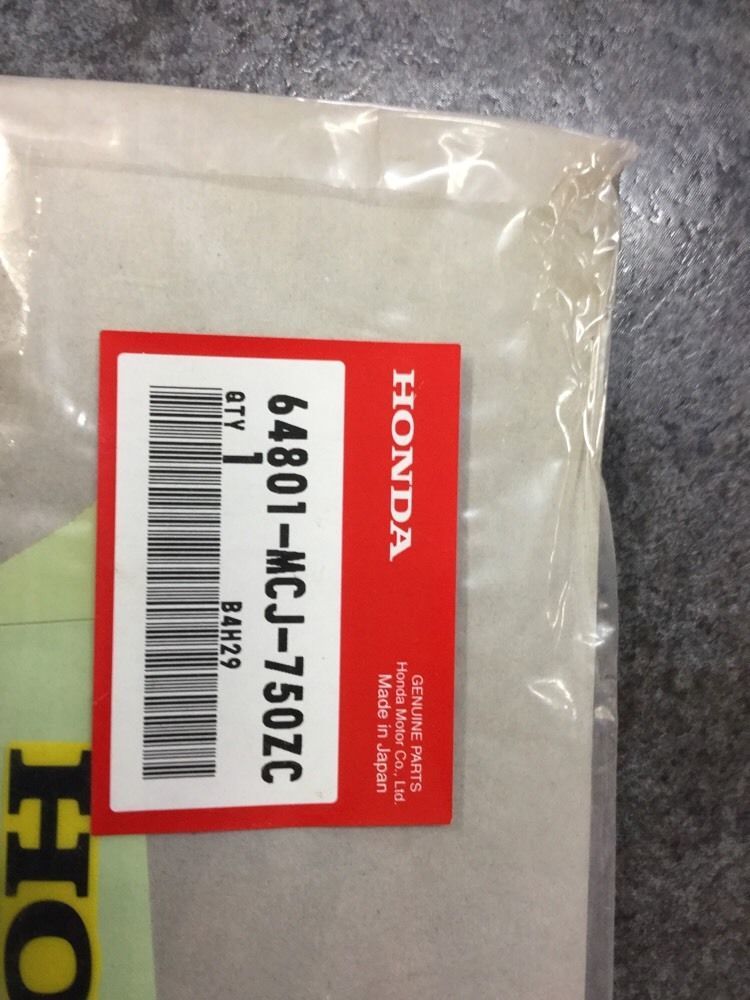 HONDA
GENUINE PARTS
Honda Motor Co., Ltd.
Made in Japan
64801-MCJ-750ZC
QTY 1
B4H29
HO